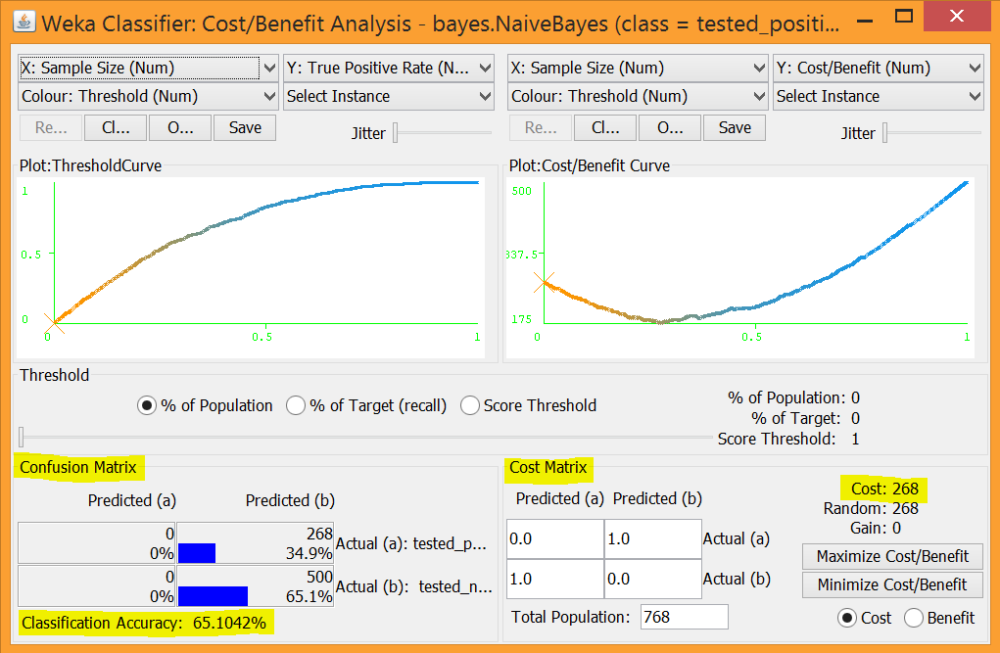 Weka Classifier: Cost/Benefit Analysis - bayes.NaiveBayes (class = tested_positi...
X: Sample Size (Num) Y: True Positive Rate (N... X: Sample Size (Num) Y: Cost/Benefit (Num)
Colour: Threshold (Num) Select Instance Colour: Threshold (Num) Select Instance
Re... Cl... O... Save Jitter Re... Cl... O... Save Jitter
Plot:ThresholdCurve Plot:Cost/Benefit Curve
1 500
0.5 337.5
0 175
0 0.5 1 0 0.5 1
Threshold
% of Population % of Target (recall) Score Threshold
% of Population: 0
% of Target: 0
Score Threshold: 1
Confusion Matrix
Predicted (a) Predicted (b)
0 268
0% 34.9% Actual (a): tested_p...
0 500
0% 65.1% Actual (b): tested_n...
Classification Accuracy: 65.1042%
Cost Matrix
Predicted (a) Predicted (b)
0.0 1.0 Actual (a)
1.0 0.0 Actual (b)
Total Population: 768
Cost: 268
Random: 268
Gain: 0
Maximize Cost/Benefit
Minimize Cost/Benefit
Cost Benefit